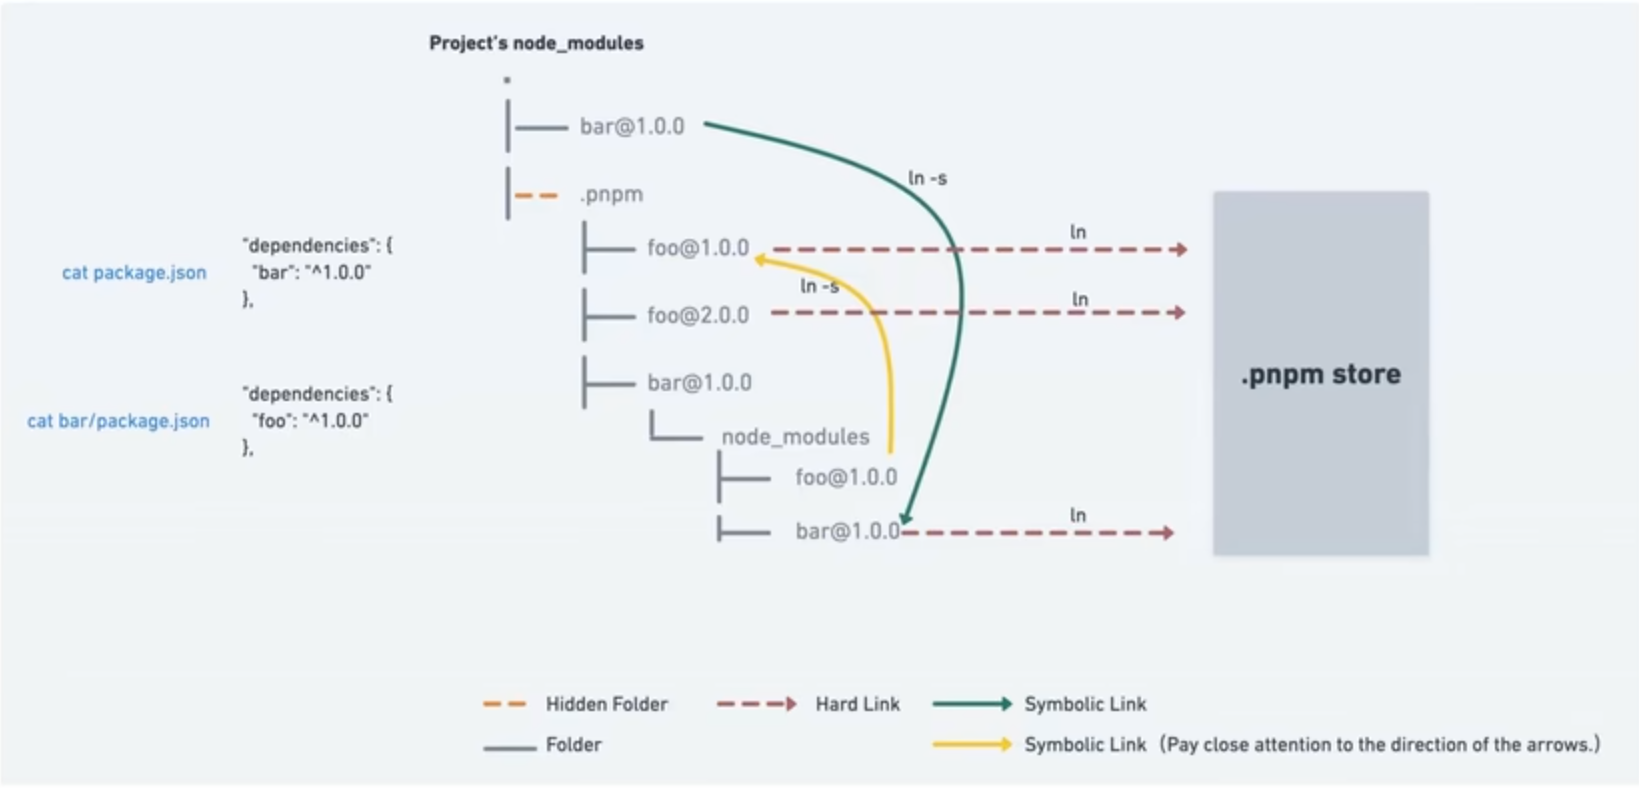 Project's node_modules
.
bar@1.0.0
ln -s
.pnpm
cat package.json
"dependencies": {
"bar": "^1.0.0"
},
foo@1.0.0
ln
ln -s
foo@2.0.0
ln
bar@1.0.0
.pnpm store
cat bar/package.json
"dependencies": {
"foo": "^1.0.0"
},
node_modules
foo@1.0.0
bar@1.0.0
ln
Hidden Folder
Hard Link
Symbolic Link
Folder
Symbolic Link (Pay close attention to the direction of the arrows.)